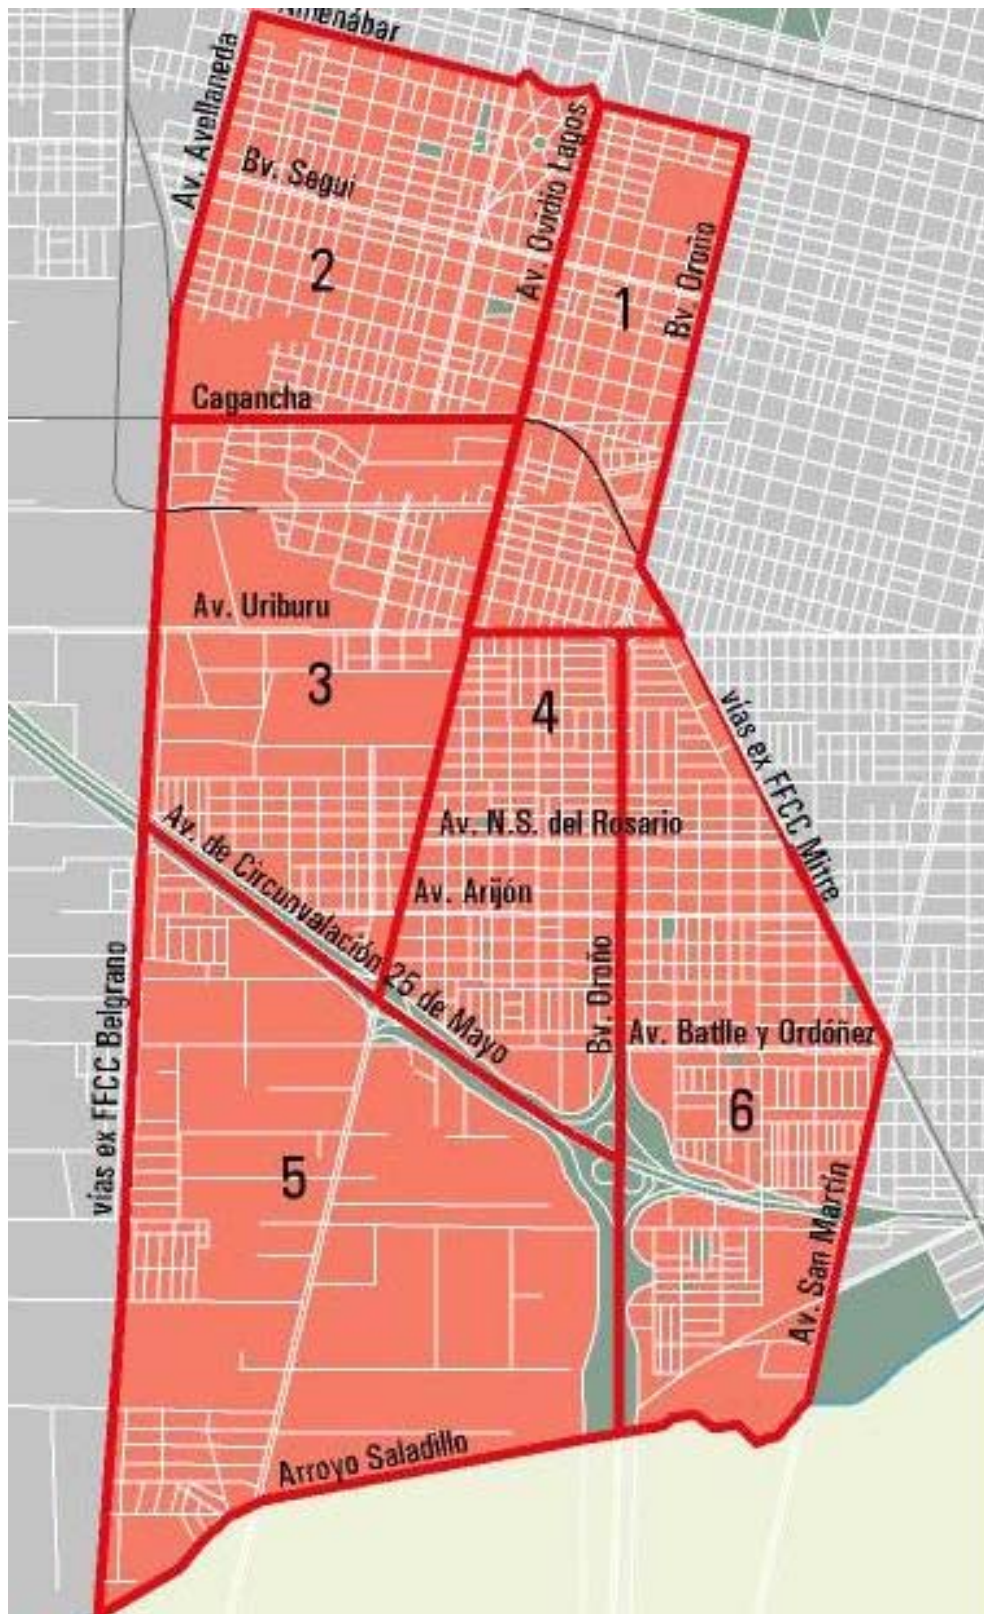 Almenábar
Av. Avellaneda
Bv. Segui
Av. Ovidio Lagos
2
1
Bv. Oroño
Cagancha
Av. Uriburu
3
4
vías ex FFCC Mitre
Av. N.S. del Rosario
Av. de Circunvalación 25 de Mayo
Av. Arijón
vías ex FFCC Belgrano
Bv. Oroño
Av. Batlle y Ordóñez
6
5
Av. San Martín
Arroyo Saladillo